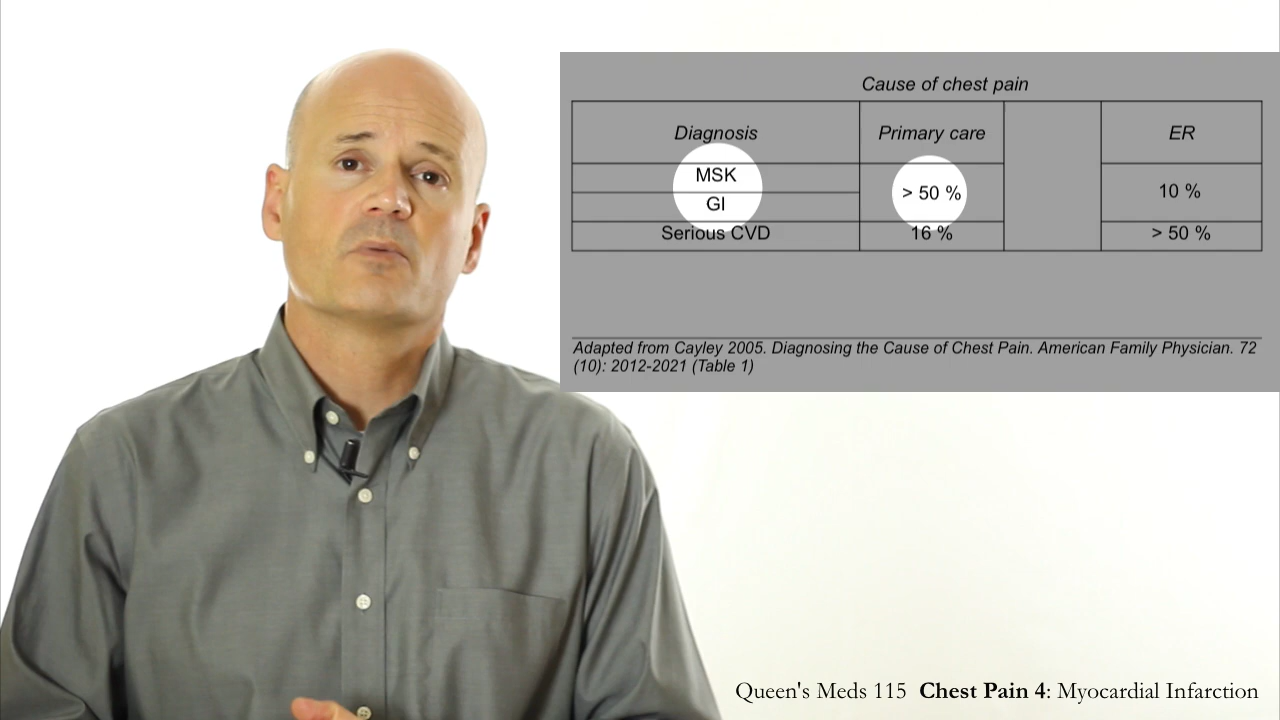 Cause of chest pain
Diagnosis Primary care ER
MSK
> 50 % 10 %
GI
Serious CVD 16 % > 50 %
Adapted from Cayley 2005. Diagnosing the Cause of Chest Pain. American Family Physician. 72
(10): 2012-2021 (Table 1)
Queen's Meds 115 Chest Pain 4: Myocardial Infarction